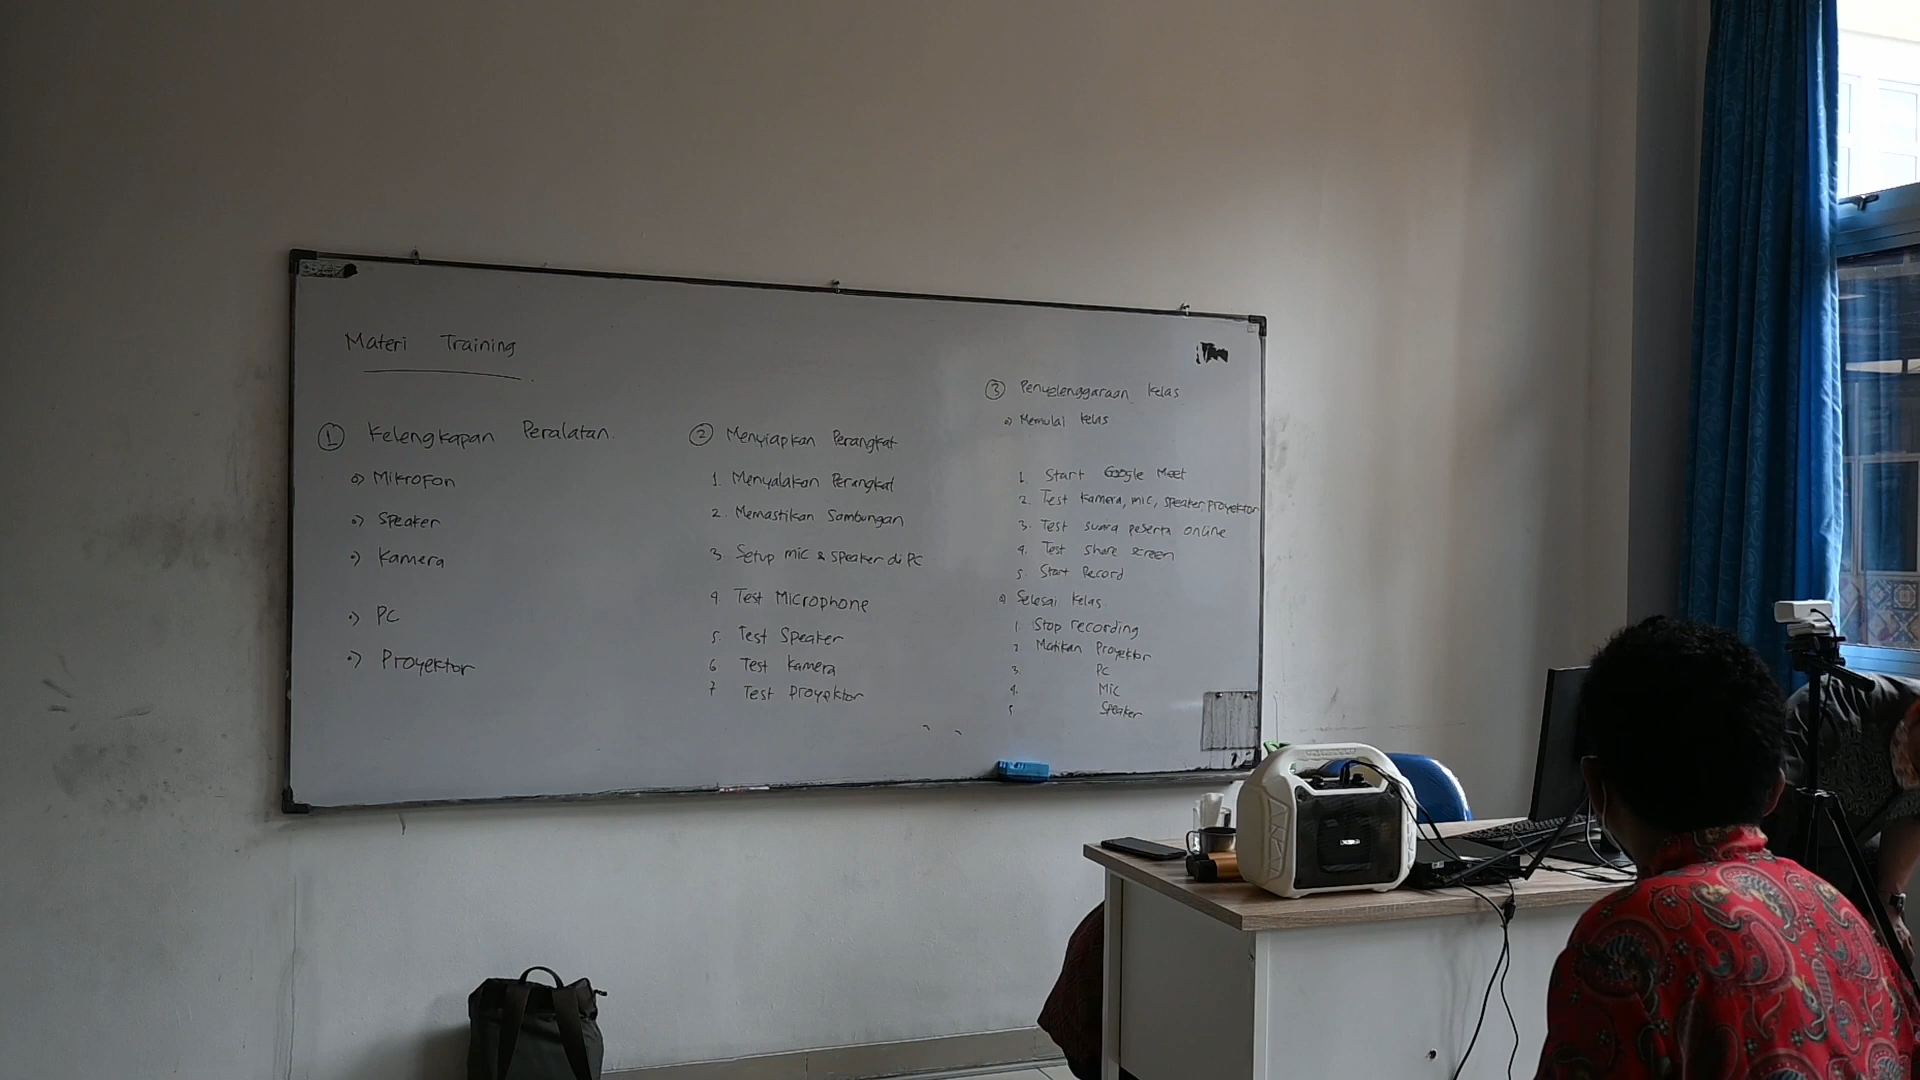 Materi Training
① Kelengkapan Peralatan.
•) Mikrofon
•) Speaker
•) Kamera
•) PC
•) Proyektor
② Menyiapkan Perangkat
1. Menyalakan Perangkat
2. Memastikan Sambungan
3 Setup mic & speaker di PC
4 Test Microphone
5. Test Speaker
6 Test Kamera
7 Test Proyektor
③ Penyelenggaraan Kelas
•) Memulai Kelas
1. Start Google Meet
2. Test Kamera, mic, speaker, proyektor
3. Test suara peserta online
4. Test share screen
5. Start Record
•) Selesai Kelas
1. Stop recording
2 Matikan Proyektor
3. PC
4. Mic
5 Speaker